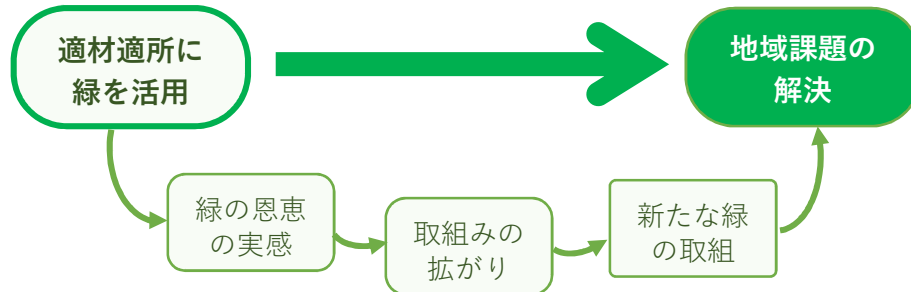 適材適所に
緑を活用
地域課題の
解決
緑の恩恵
の実感
取組みの
拡がり
新たな緑
の取組